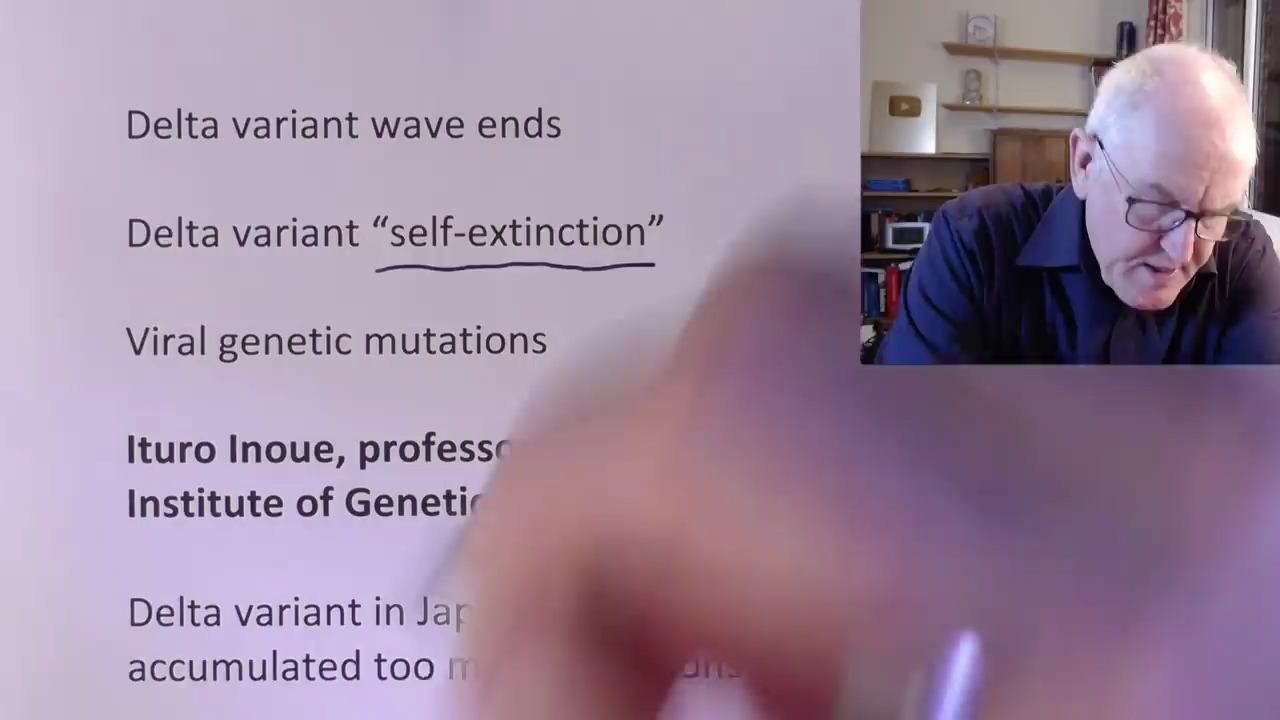 Delta variant wave ends
Delta variant “self-extinction”
Viral genetic mutations
Ituro Inoue, professo
Institute of Genetic
Delta variant in Jap
accumulated too m